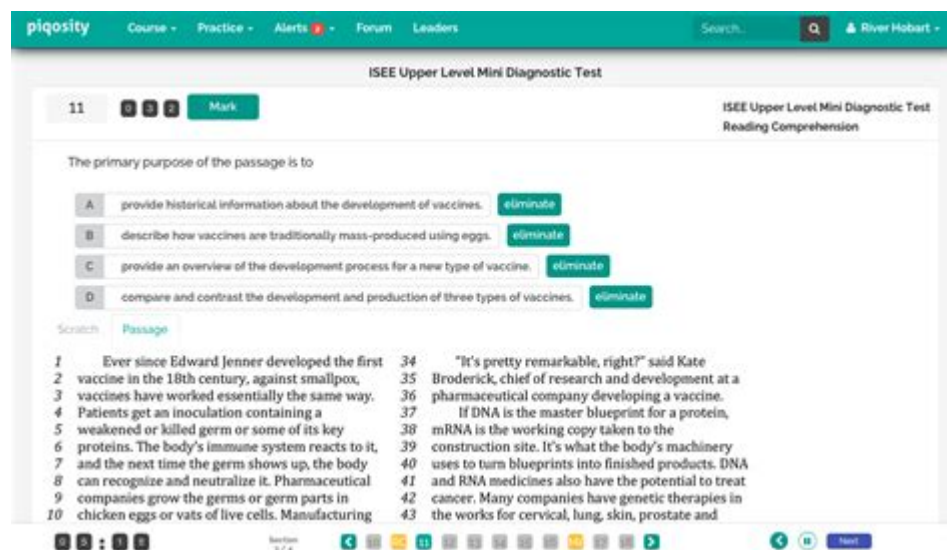 piqosity Course Practice Alerts Forum Leaders Search... River Hobart
ISEE Upper Level Mini Diagnostic Test
11 0 3 2 Mark
ISEE Upper Level Mini Diagnostic Test
Reading Comprehension
The primary purpose of the passage is to
A provide historical information about the development of vaccines. eliminate
B describe how vaccines are traditionally mass-produced using eggs. eliminate
C provide an overview of the development process for a new type of vaccine. eliminate
D compare and contrast the development and production of three types of vaccines. eliminate
Scratch Passage
1 Ever since Edward Jenner developed the first
2 vaccine in the 18th century, against smallpox,
3 vaccines have worked essentially the same way.
4 Patients get an inoculation containing a
5 weakened or killed germ or some of its key
6 proteins. The body's immune system reacts to it,
7 and the next time the germ shows up, the body
8 can recognize and neutralize it. Pharmaceutical
9 companies grow the germs or germ parts in
10 chicken eggs or vats of live cells. Manufacturing
34 "It's pretty remarkable, right?" said Kate
35 Broderick, chief of research and development at a
36 pharmaceutical company developing a vaccine.
37 If DNA is the master blueprint for a protein,
38 mRNA is the working copy taken to the
39 construction site. It's what the body's machinery
40 uses to turn blueprints into finished products. DNA
41 and RNA medicines also have the potential to treat
42 cancer. Many companies have genetic therapies in
43 the works for cervical, lung, skin, prostate and
Section
11 12 13 14 15 17 18 Next